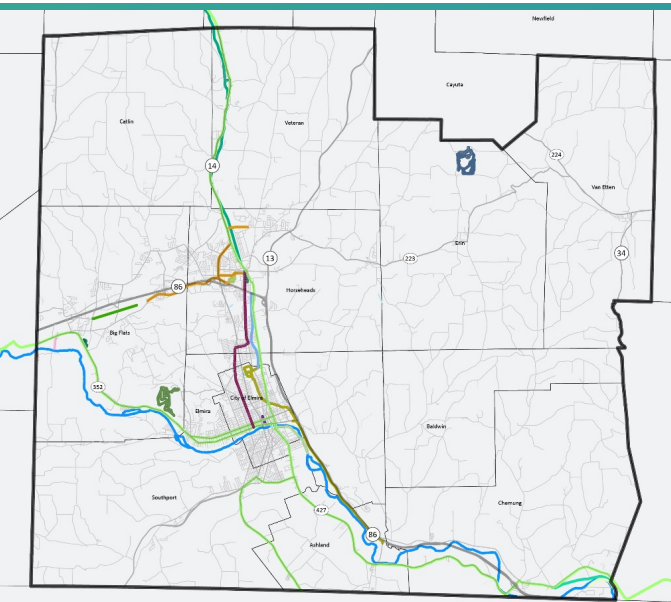 Newfield
Cayuta
Catlin
Veteran
224
14
Van Etten
Erin
34
13
223
86
Horseheads
Big Flats
352
City of Elmira
Elmira
Baldwin
Southport
Chemung
427
86
Ashland